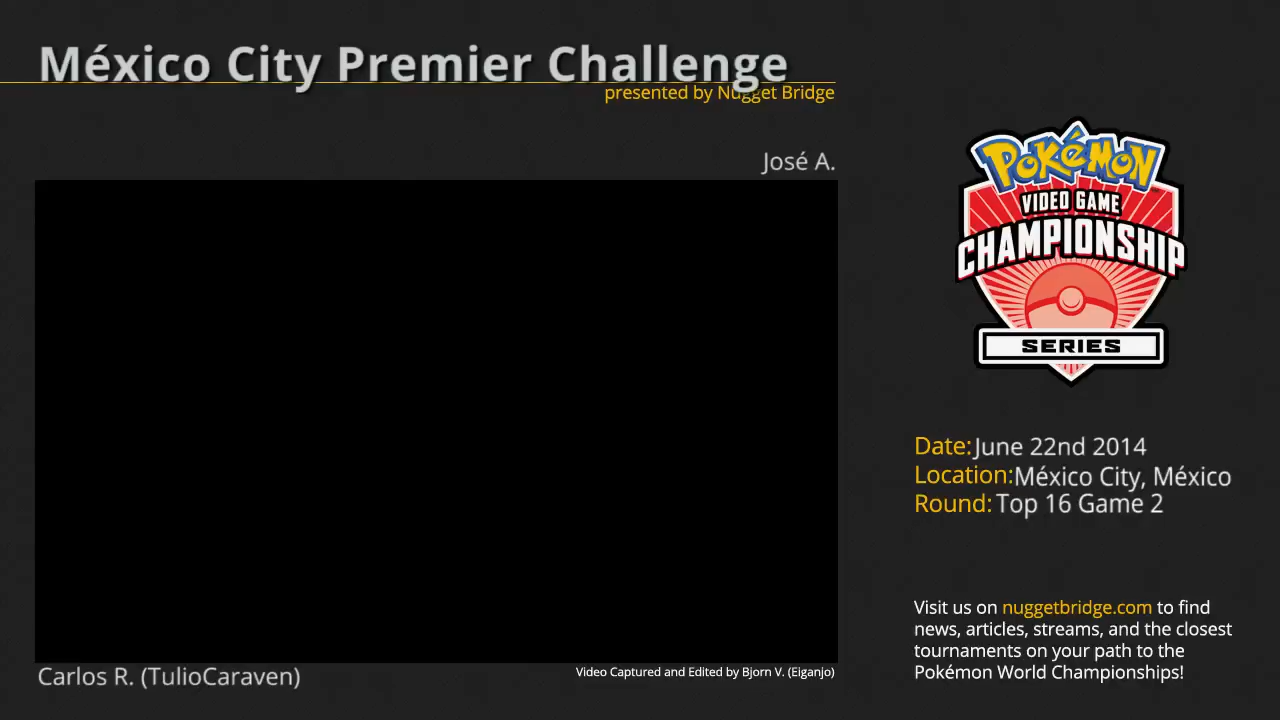 México City Premier Challenge
presented by Nugget Bridge
José A.
POKéMON
VIDEO GAME
CHAMPIONSHIP
SERIES
Date: June 22nd 2014
Location: México City, México
Round: Top 16 Game 2
Visit us on nuggetbridge.com to find
news, articles, streams, and the closest
tournaments on your path to the
Pokémon World Championships!
Carlos R. (TulioCaraven)
Video Captured and Edited by Bjorn V. (Eiganjo)